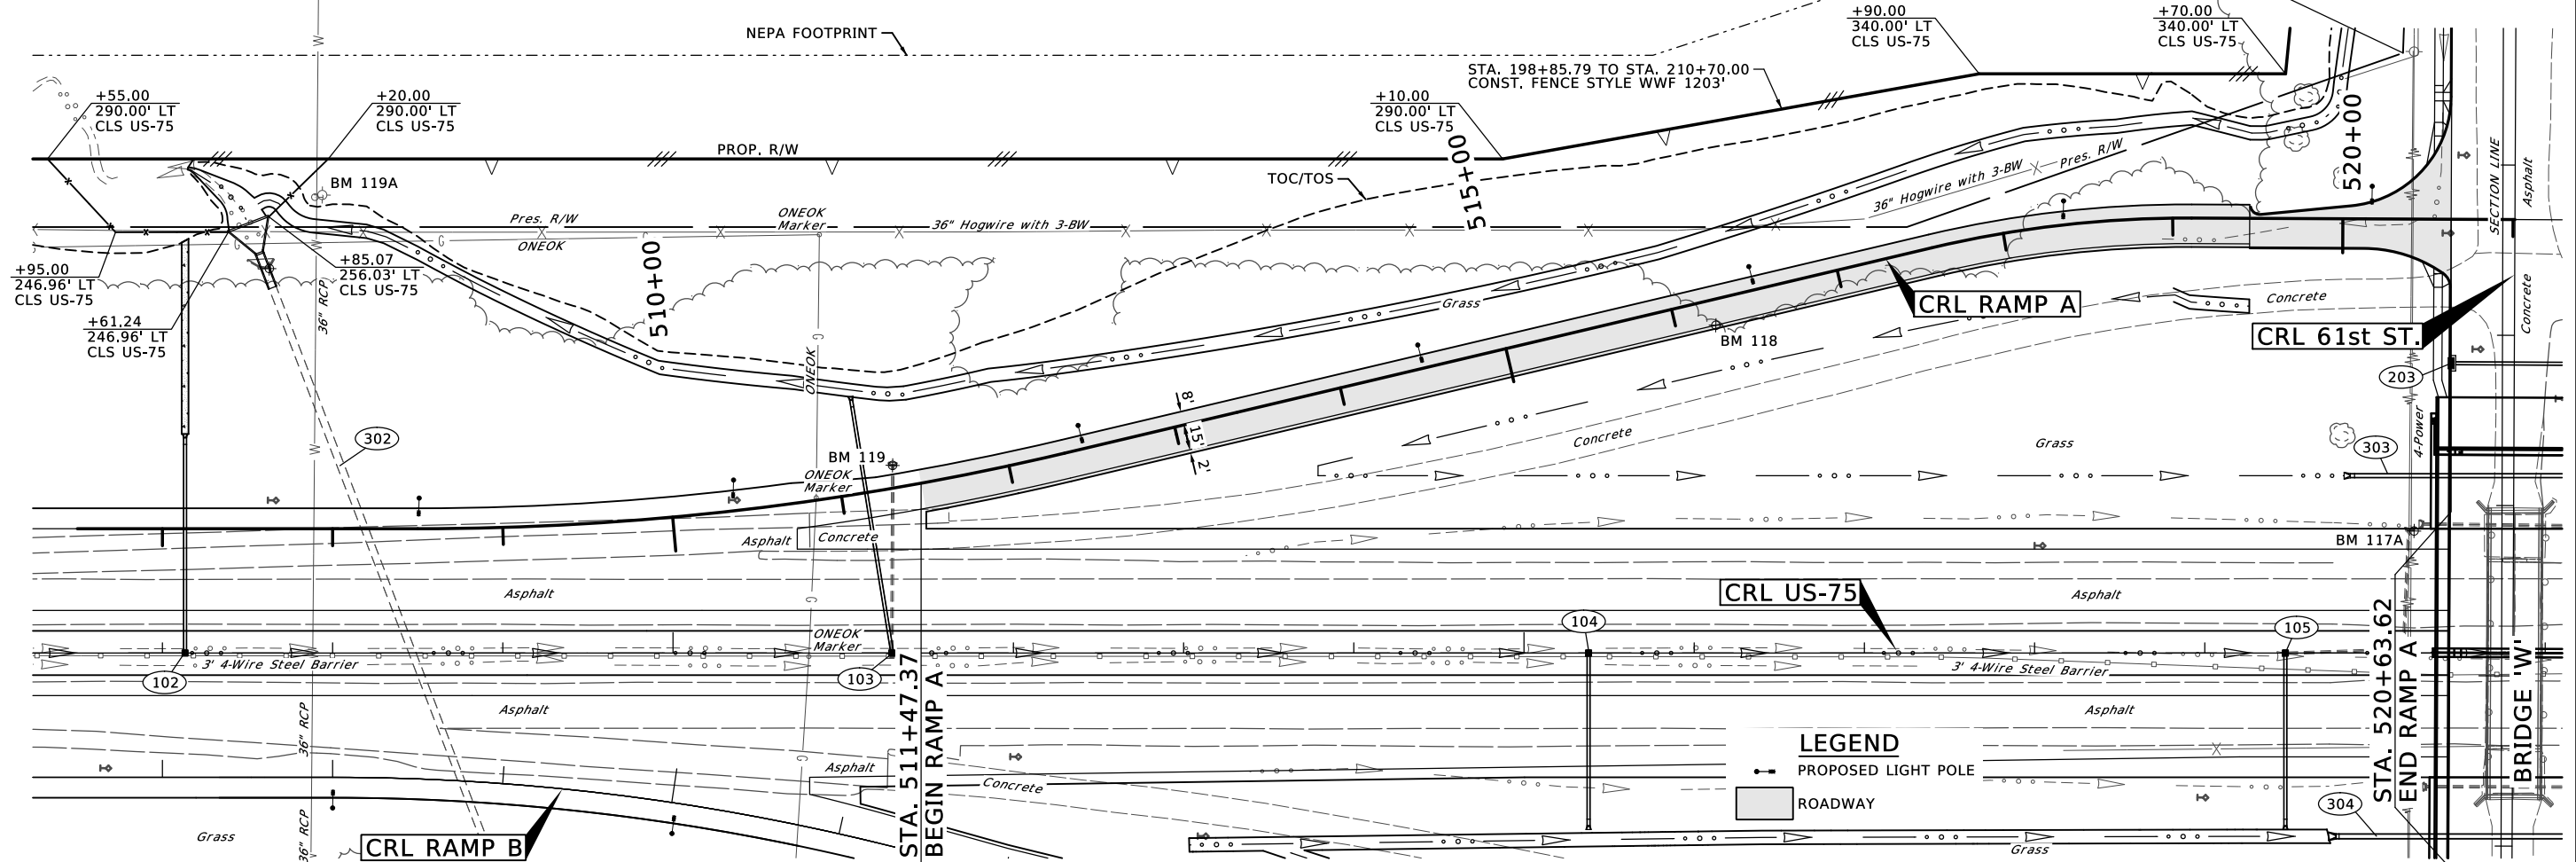 NEPA FOOTPRINT
+90.00
340.00' LT
CLS US-75
+70.00
340.00' LT
CLS US-75
STA. 198+85.79 TO STA. 210+70.00
CONST. FENCE STYLE WWF 1203'
+55.00
290.00' LT
CLS US-75
+20.00
290.00' LT
CLS US-75
+10.00
290.00' LT
CLS US-75
PROP. R/W
515+00
520+00
TOC/TOS
BM 119A
36" Hogwire with 3-BW
Pres. R/W
SECTION LINE
Asphalt
W
Pres. R/W
ONEOK
Marker
36" Hogwire with 3-BW
G
ONEOK
G
+95.00
246.96' LT
CLS US-75
+85.07
256.03' LT
CLS US-75
+61.24
246.96' LT
CLS US-75
36" RCP
510+00
Grass
CRL RAMP A
Concrete
Concrete
CRL 61st ST.
BM 118
ONEOK
G
203
8'
15'
2'
4-Power
302
W
Concrete
Grass
303
BM 119
ONEOK
Marker
Asphalt
Concrete
BM 117A
Asphalt
G
CRL US-75
Asphalt
104
105
ONEOK
Marker
3' 4-Wire Steel Barrier
3' 4-Wire Steel Barrier
102
103
STA. 511+47.37
BEGIN RAMP A
STA. 520+63.62
END RAMP A
BRIDGE 'W'
36" RCP
Asphalt
Asphalt
G
Asphalt
Concrete
LEGEND
PROPOSED LIGHT POLE
ROADWAY
304
36" RCP
Grass
CRL RAMP B
Grass